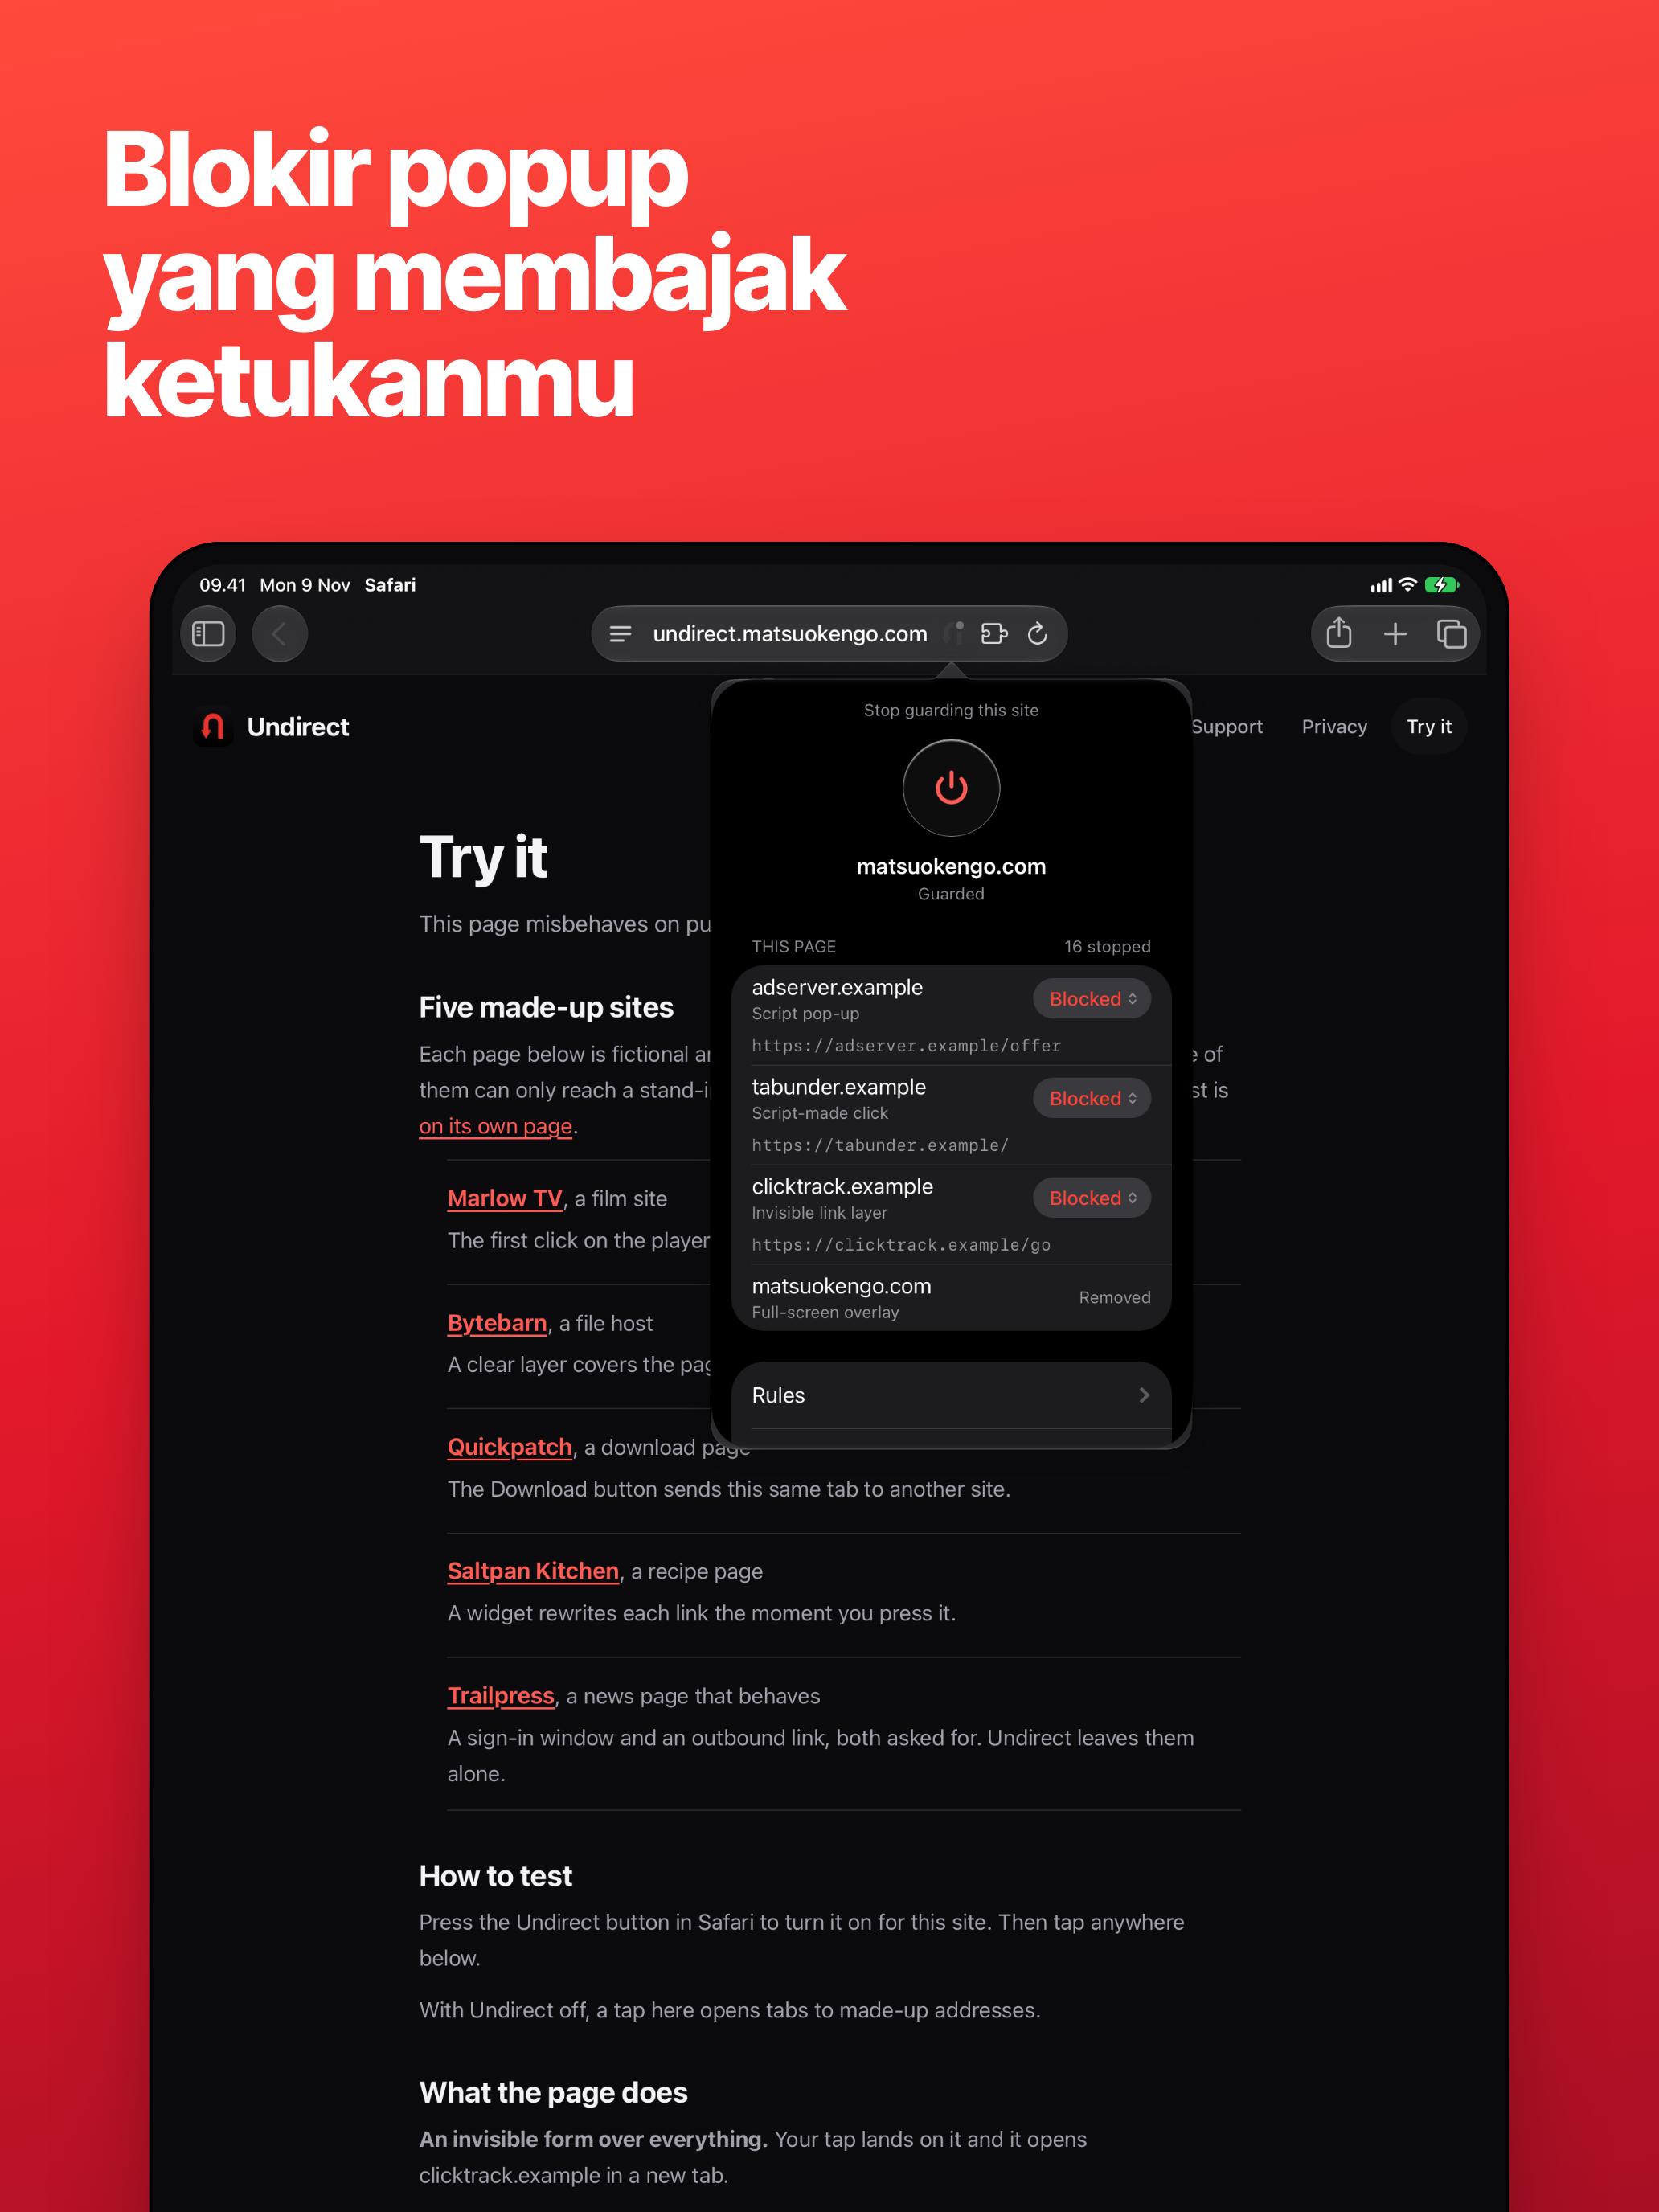 Blokir popup
yang membajak
ketukanmu
09.41 Mon 9 Nov Safari
undirect.matsuokengo.com
Undirect
Support Privacy Try it
Stop guarding this site
matsuokengo.com
Guarded
THIS PAGE 16 stopped
adserver.example
Script pop-up
Blocked
https://adserver.example/offer
tabunder.example
Script-made click
Blocked
https://tabunder.example/
clicktrack.example
Invisible link layer
Blocked
https://clicktrack.example/go
matsuokengo.com
Full-screen overlay
Removed
Rules
Try it
This page misbehaves on
Five made-up sites
Each page below is fictional
of
them can only reach a
is
on its own page.
Marlow TV, a film site
The first click on the player
Bytebarn, a file host
A clear layer covers the
Quickpatch, a download page
The Download button sends this same tab to another site.
Saltpan Kitchen, a recipe page
A widget rewrites each link the moment you press it.
Trailpress, a news page that behaves
A sign-in window and an outbound link, both asked for. Undirect leaves them
alone.
How to test
Press the Undirect button in Safari to turn it on for this site. Then tap anywhere
below.
With Undirect off, a tap here opens tabs to made-up addresses.
What the page does
An invisible form over everything. Your tap lands on it and it opens
clicktrack.example in a new tab.